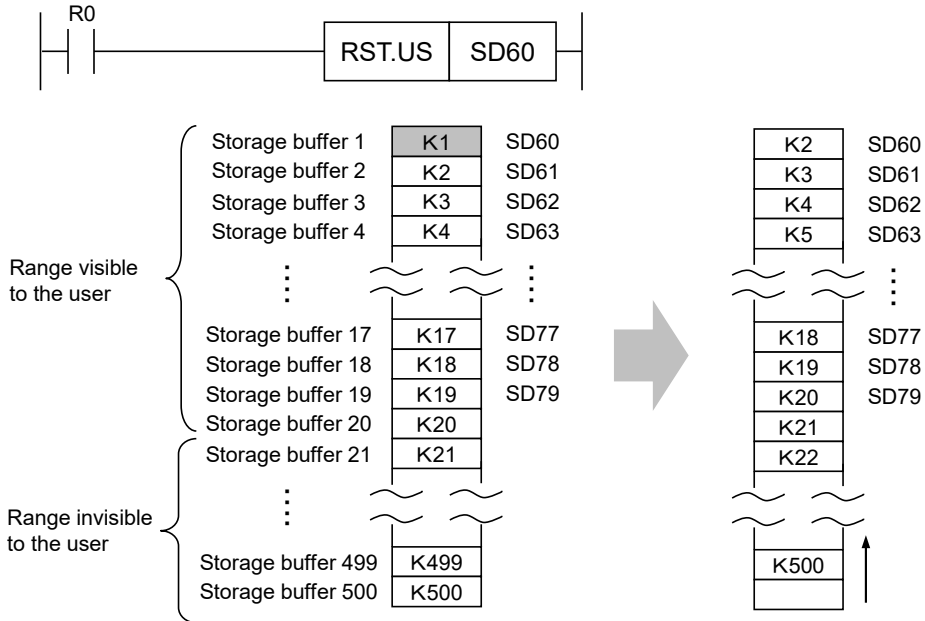 R0
RST.US SD60
Storage buffer 1 K1 SD60 K2 SD60
Storage buffer 2 K2 SD61 K3 SD61
Storage buffer 3 K3 SD62 K4 SD62
Storage buffer 4 K4 SD63 K5 SD63
Range visible
to the user
Storage buffer 17 K17 SD77 K18 SD77
Storage buffer 18 K18 SD78 K19 SD78
Storage buffer 19 K19 SD79 K20 SD79
Storage buffer 20 K20 K21
Storage buffer 21 K21 K22
Range invisible
to the user
Storage buffer 499 K499 K500
Storage buffer 500 K500